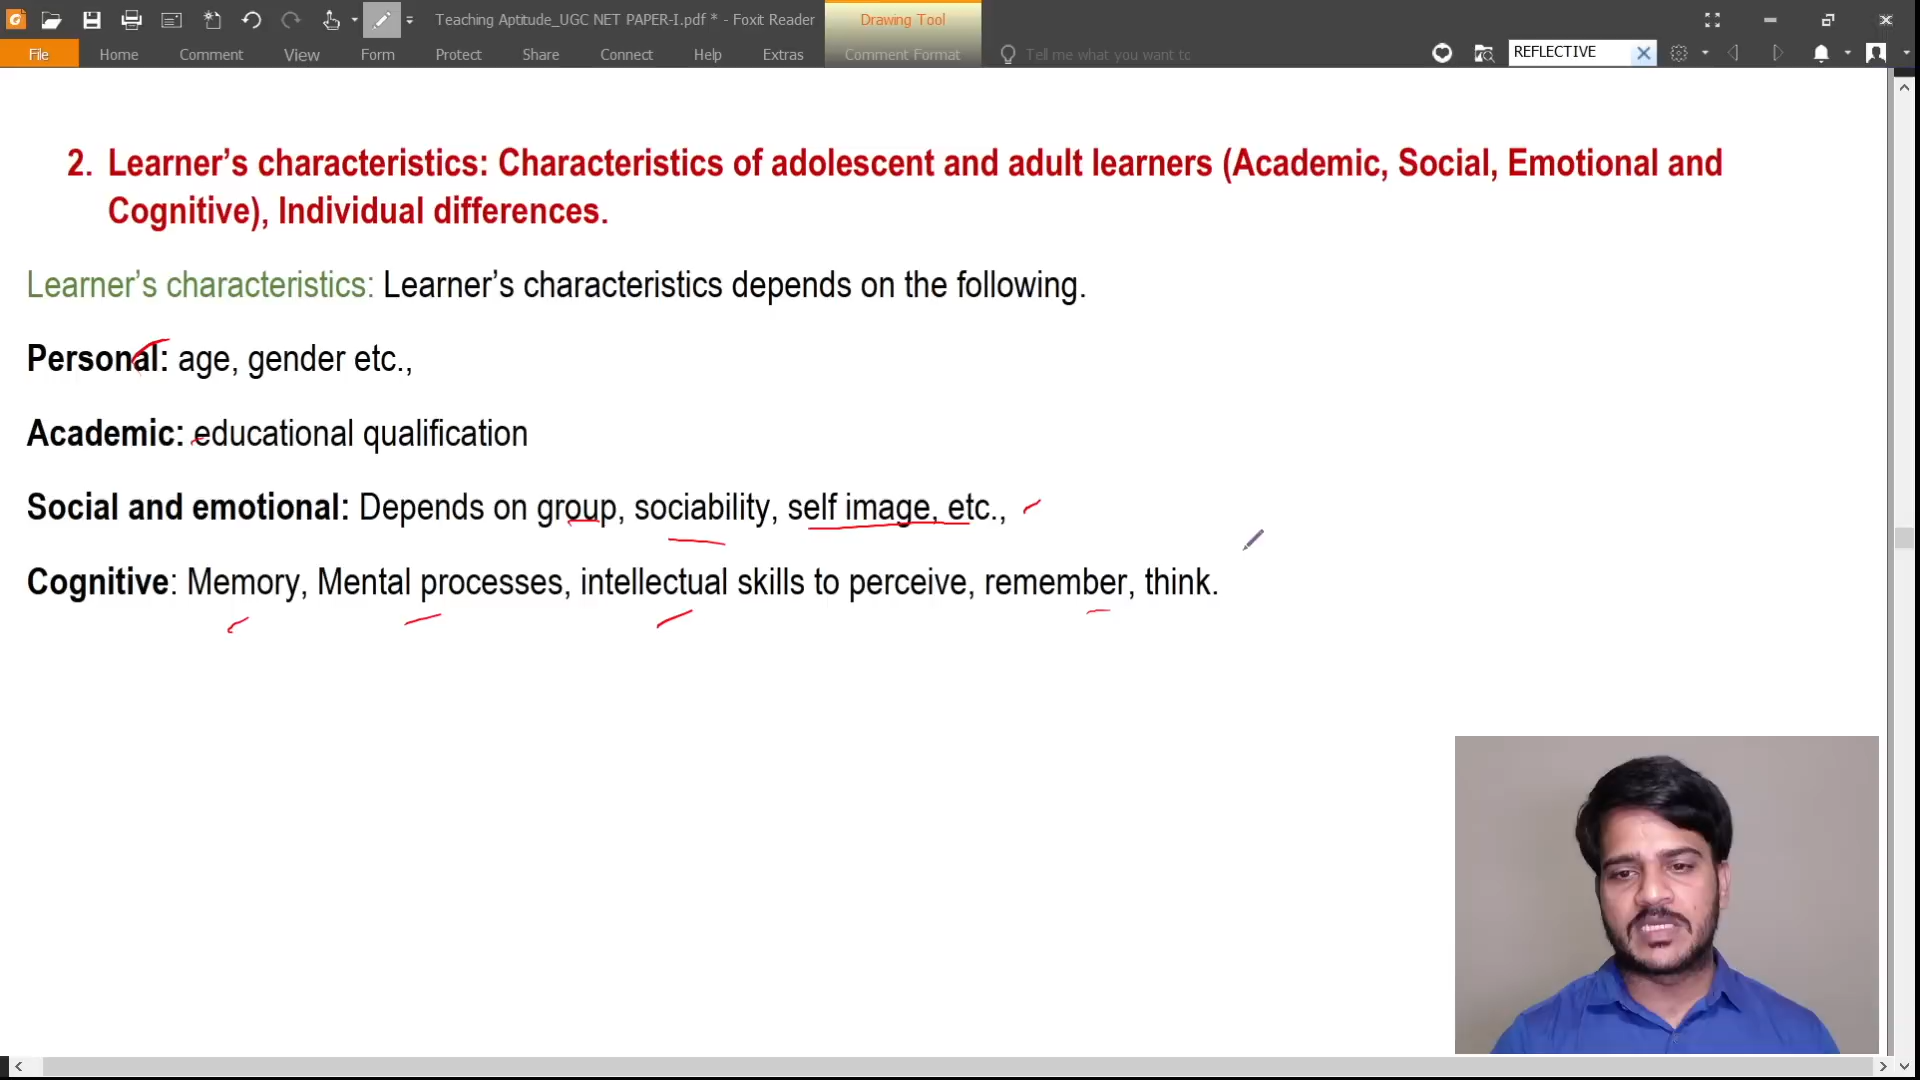 Teaching Aptitude_UGC NET PAPER-I.pdf * - Foxit Reader
Drawing Tool
File Home Comment View Form Protect Share Connect Help Extras Comment Format Tell me what you want to REFLECTIVE
2. Learner’s characteristics: Characteristics of adolescent and adult learners (Academic, Social, Emotional and
Cognitive), Individual differences.
Learner’s characteristics: Learner’s characteristics depends on the following.
Personal: age, gender etc.,
Academic: educational qualification
Social and emotional: Depends on group, sociability, self image, etc.,
Cognitive: Memory, Mental processes, intellectual skills to perceive, remember, think.